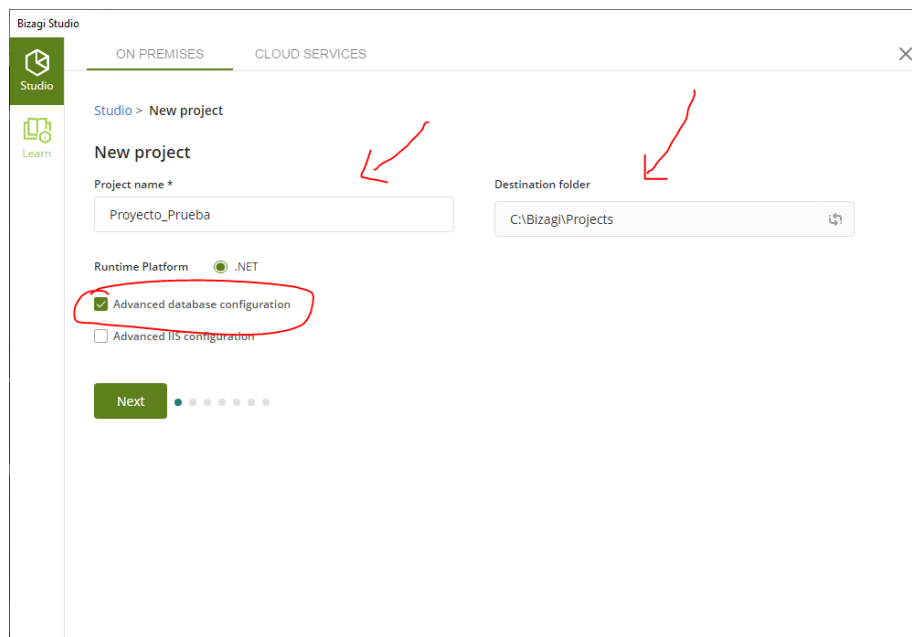 Bizagi Studio
ON PREMISES CLOUD SERVICES
Studio
Learn
Studio > New project
New project
Project name *
Proyecto_Prueba
Destination folder
C:\Bizagi\Projects
Runtime Platform .NET
Advanced database configuration
Advanced IIS configuration
Next